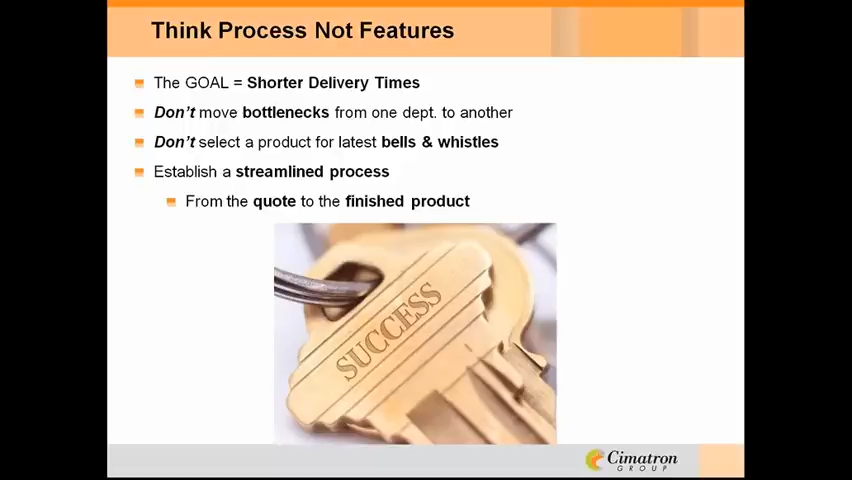 Think Process Not Features
The GOAL = Shorter Delivery Times
Don't move bottlenecks from one dept. to another
Don't select a product for latest bells & whistles
Establish a streamlined process
From the quote to the finished product
SUCCESS
Cimatron
GROUP